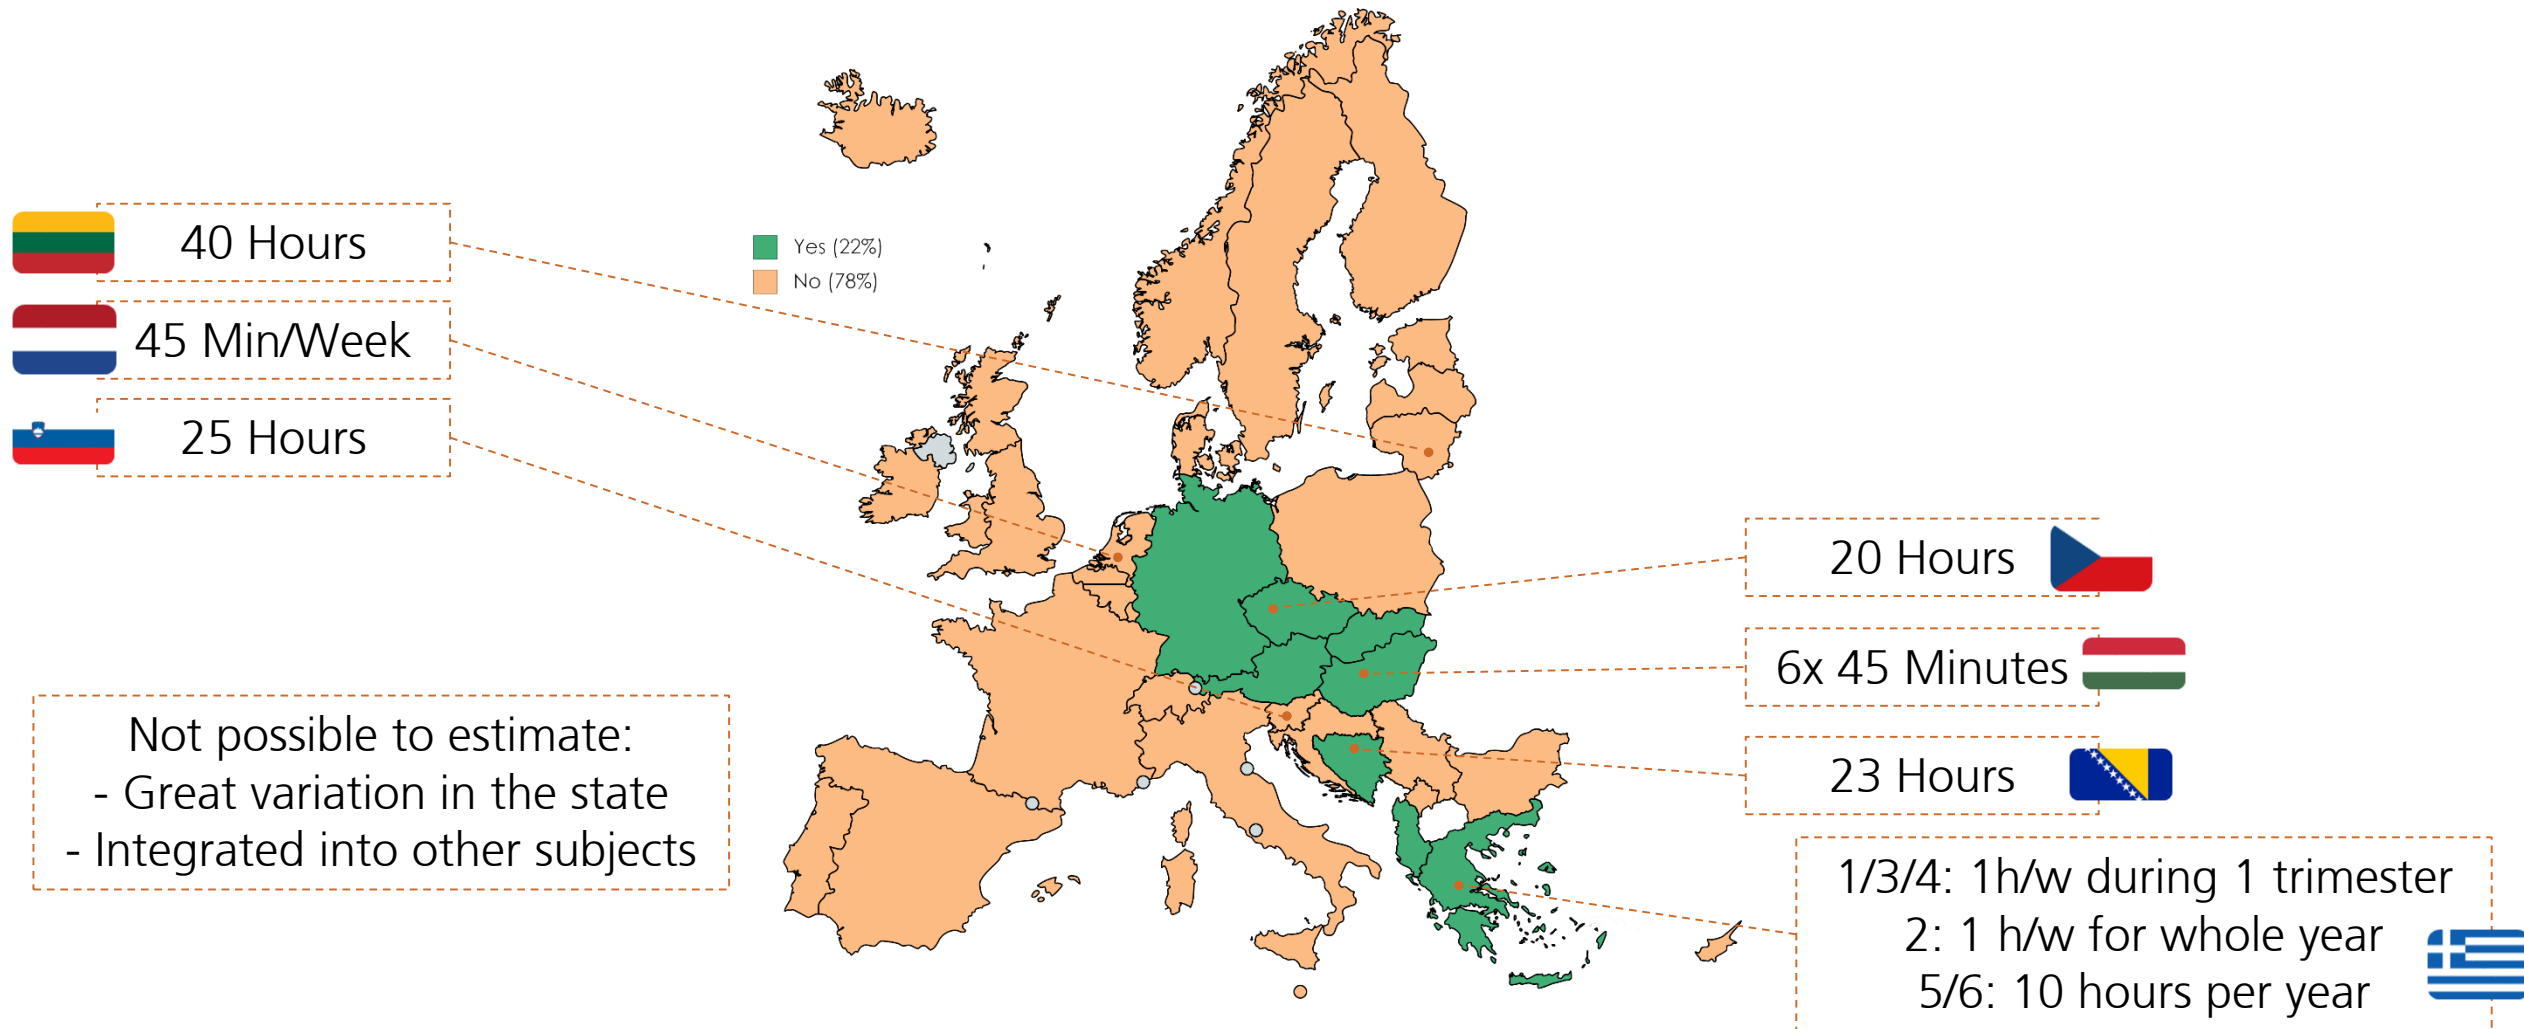 40 Hours
45 Min/Week
25 Hours
Yes (22%)
No (78%)
Not possible to estimate:
- Great variation in the state
- Integrated into other subjects
20 Hours
6x 45 Minutes
23 Hours
1/3/4: 1h/w during 1 trimester
2: 1 h/w for whole year
5/6: 10 hours per year